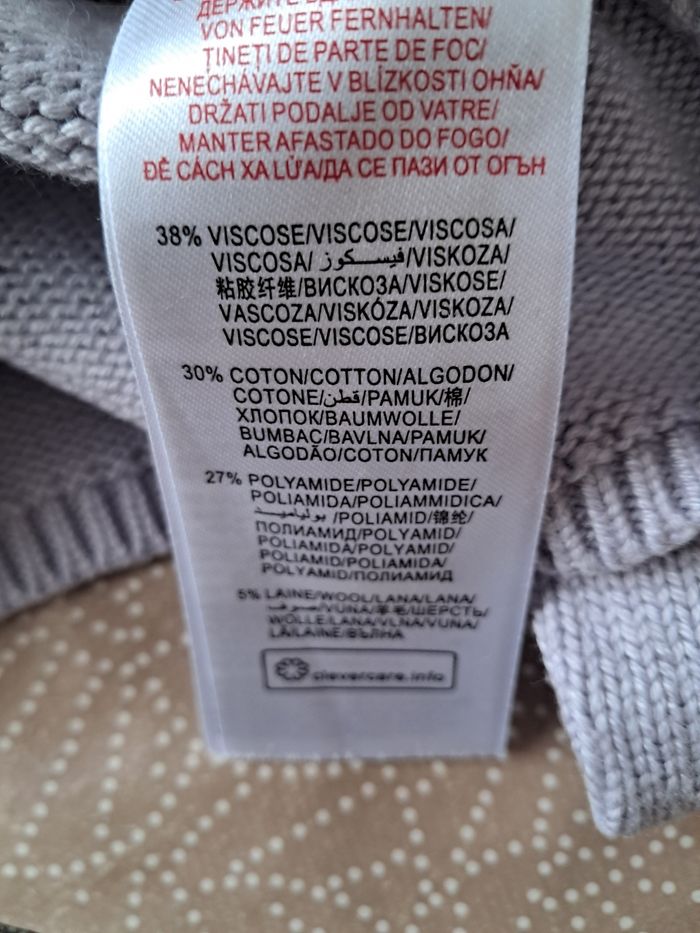 ДЕРЖИТЕ
VON FEUER FERNHALTEN/
ȚINEȚI DE PARTE DE FOC/
NENECHÁVAJTE V BLÍZKOSTI OHŇA/
DRŽATI PODALJE OD VATRE/
MANTER AFASTADO DO FOGO/
ĐỂ CÁCH XA LỬA/ДА СЕ ПАЗИ ОТ ОГЪН
38% VISCOSE/VISCOSE/VISCOSA/
VISCOSA/ فيسكوز/VISKOZA/
粘胶纤维/ВИСКОЗА/VISKOSE/
VASCOZA/VISKÓZA/VISKOZA/
VISCOSE/VISCOSE/ВИСКОЗА
30% COTON/COTTON/ALGODON/
COTONE/قطن/PAMUK/棉/
ХЛОПОК/BAUMWOLLE/
BUMBAC/BAVLNA/PAMUK/
ALGODÃO/COTON/ПАМУК
27% POLYAMIDE/POLYAMIDE/
POLIAMIDA/POLIAMMIDICA/
بولياميد /POLIAMID/锦纶/
ПОЛИАМИД/POLYAMID/
POLIAMIDA/POLYAMID/
POLIAMID/POLIAMIDA/
POLYAMID/ПОЛИАМИД
5% LAINE/WOOL/LANA/LANA/
صوف/YUNA/羊毛/ШЕРСТЬ/
WOLLE/LANA/VLNA/VUNA/
LÃ/LAINE/ВЪЛНА
clevercare.info